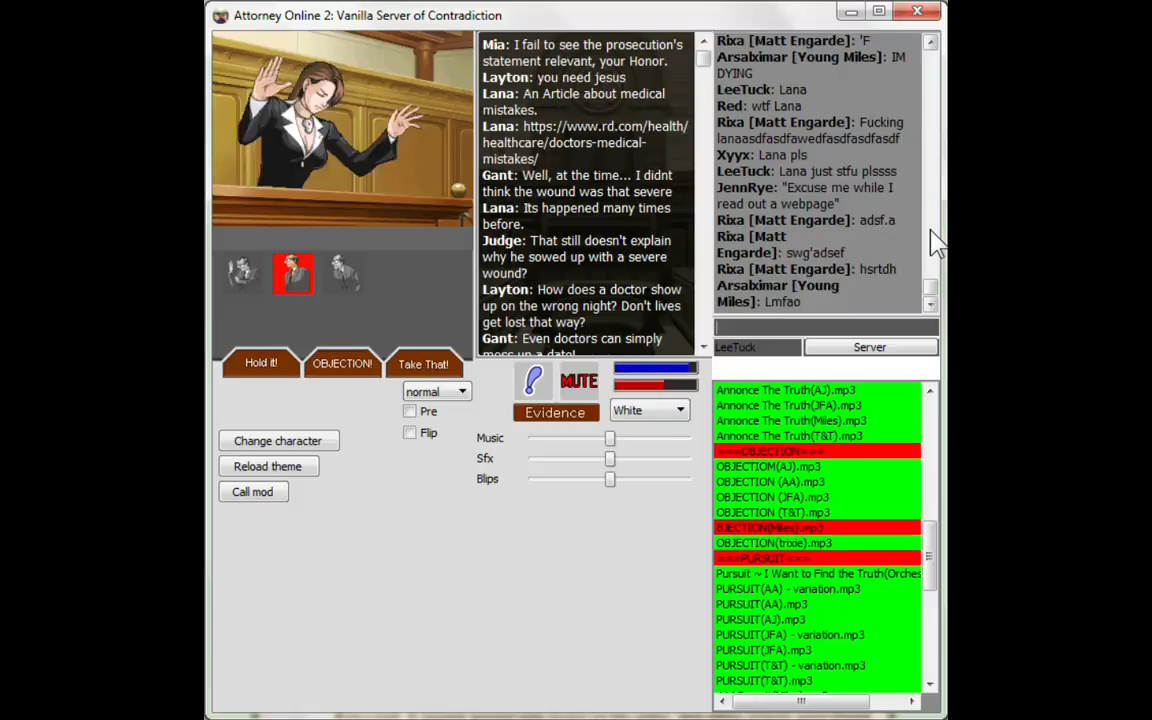 Attorney Online 2: Vanilla Server of Contradiction
Mia: I fail to see the prosecution's
statement relevant, your Honor.
Layton: you need jesus
Lana: An Article about medical
mistakes.
Lana: https://www.rd.com/health/
healthcare/doctors-medical-
mistakes/
Gant: Well, at the time... I didnt
think the wound was that severe
Lana: Its happened many times
before.
Judge: That still doesn't explain
why he sowed up with a severe
wound?
Layton: How does a doctor show
up on the wrong night? Don't lives
get lost that way?
Gant: Even doctors can simply
mess up a date!
Rixa [Matt Engarde]: 'F
Arsalximar [Young Miles]: IM
DYING
LeeTuck: Lana
Red: wtf Lana
Rixa [Matt Engarde]: Fucking
lanaasdfasdfawedfasdfasdfasdf
Xyyx: Lana pls
LeeTuck: Lana just stfu plssss
JennRye: "Excuse me while I
read out a webpage"
Rixa [Matt Engarde]: adsf.a
Rixa [Matt
Engarde]: swg'adsef
Rixa [Matt Engarde]: hsrtdh
Arsalximar [Young
Miles]: Lmfao
LeeTuck
Server
Hold it!
OBJECTION!
Take That!
normal
Pre
Flip
MUTE
Evidence
White
Change character
Reload theme
Call mod
Music
Sfx
Blips
Annonce The Truth(AJ).mp3
Annonce The Truth(JFA).mp3
Annonce The Truth(Miles).mp3
Annonce The Truth(T&T).mp3
===OBJECTION===
OBJECTIOM(AJ).mp3
OBJECTION (AA).mp3
OBJECTION (JFA).mp3
OBJECTION (T&T).mp3
BJECTION(Miles).mp3
OBJECTION(trixie).mp3
===PURSUIT===
Pursuit ~ I Want to Find the Truth(Orches
PURSUIT(AA) - variation.mp3
PURSUIT(AA).mp3
PURSUIT(AJ).mp3
PURSUIT(JFA) - variation.mp3
PURSUIT(JFA).mp3
PURSUIT(T&T) - variation.mp3
PURSUIT(T&T).mp3